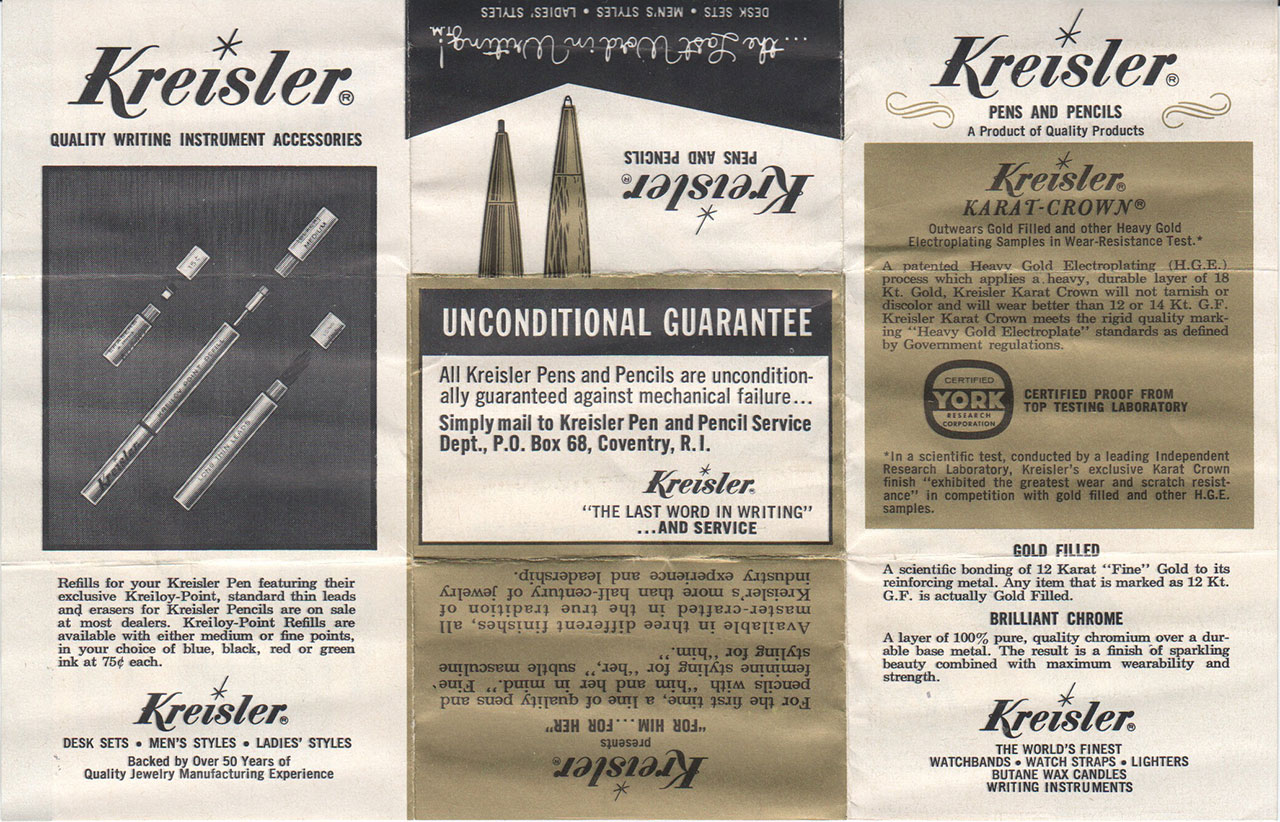 Kreisler®
QUALITY WRITING INSTRUMENT ACCESSORIES
15¢
MEDIUM
Kreisler
LONG THIN LEADS
Refills for your Kreisler Pen featuring their
exclusive Kreiloy-Point, standard thin leads
and erasers for Kreisler Pencils are on sale
at most dealers. Kreiloy-Point Refills are
available with either medium or fine points,
in your choice of blue, black, red or green
ink at 75¢ each.
Kreisler®
DESK SETS • MEN'S STYLES • LADIES' STYLES
Backed by Over 50 Years of
Quality Jewelry Manufacturing Experience
Kreisler®
PENS AND PENCILS
...the Last Word in Writing!™
DESK SETS • MEN'S STYLES • LADIES' STYLES
UNCONDITIONAL GUARANTEE
All Kreisler Pens and Pencils are uncondition-
ally guaranteed against mechanical failure...
Simply mail to Kreisler Pen and Pencil Service
Dept., P.O. Box 68, Coventry, R.I.
Kreisler®
"THE LAST WORD IN WRITING"
...AND SERVICE
Kreisler®
presents
"FOR HIM...FOR HER"
For the first time, a line of quality pens and
pencils with "him and her in mind." Fine
feminine styling for "her," subtle masculine
styling for "him."
Available in three different finishes, all
master-crafted in the true tradition of
Kreisler's more than half-century of jewelry
industry experience and leadership.
Kreisler®
PENS AND PENCILS
A Product of Quality Products
Kreisler®
KARAT-CROWN®
Outwears Gold Filled and other Heavy Gold
Electroplating Samples in Wear-Resistance Test.*
A patented Heavy Gold Electroplating (H.G.E.)
process which applies a heavy, durable layer of 18
Kt. Gold, Kreisler Karat Crown will not tarnish or
discolor and will wear better than 12 or 14 Kt. G.F.
Kreisler Karat Crown meets the rigid quality mark-
ing "Heavy Gold Electroplate" standards as defined
by Government regulations.
CERTIFIED
YORK
RESEARCH
CORPORATION
CERTIFIED PROOF FROM
TOP TESTING LABORATORY
*In a scientific test, conducted by a leading Independent
Research Laboratory, Kreisler's exclusive Karat Crown
finish "exhibited the greatest wear and scratch resist-
ance" in competition with gold filled and other H.G.E.
samples.
GOLD FILLED
A scientific bonding of 12 Karat "Fine" Gold to its
reinforcing metal. Any item that is marked as 12 Kt.
G.F. is actually Gold Filled.
BRILLIANT CHROME
A layer of 100% pure, quality chromium over a dur-
able base metal. The result is a finish of sparkling
beauty combined with maximum wearability and
strength.
Kreisler®
THE WORLD'S FINEST
WATCHBANDS • WATCH STRAPS • LIGHTERS
BUTANE WAX CANDLES
WRITING INSTRUMENTS